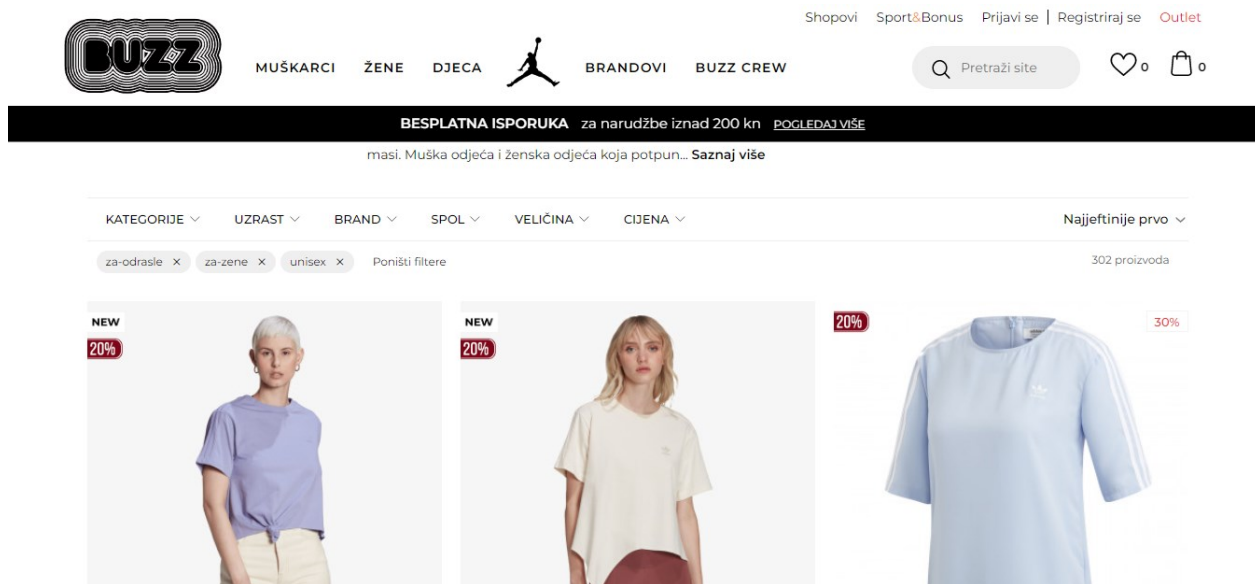 Shopovi Sport&Bonus Prijavi se | Registriraj se Outlet
BUZZ MUŠKARCI ŽENE DJECA BRANDOVI BUZZ CREW Pretraži site 0 0
BESPLATNA ISPORUKA za narudžbe iznad 200 kn POGLEDAJ VIŠE
masi. Muška odjeća i ženska odjeća koja potpun... Saznaj više
KATEGORIJE UZRAST BRAND SPOL VELIČINA CIJENA Najjeftinije prvo
za-odrasle x za-zene x unisex x Poništi filtere 302 proizvoda
NEW NEW 20% 30%
20% 20%